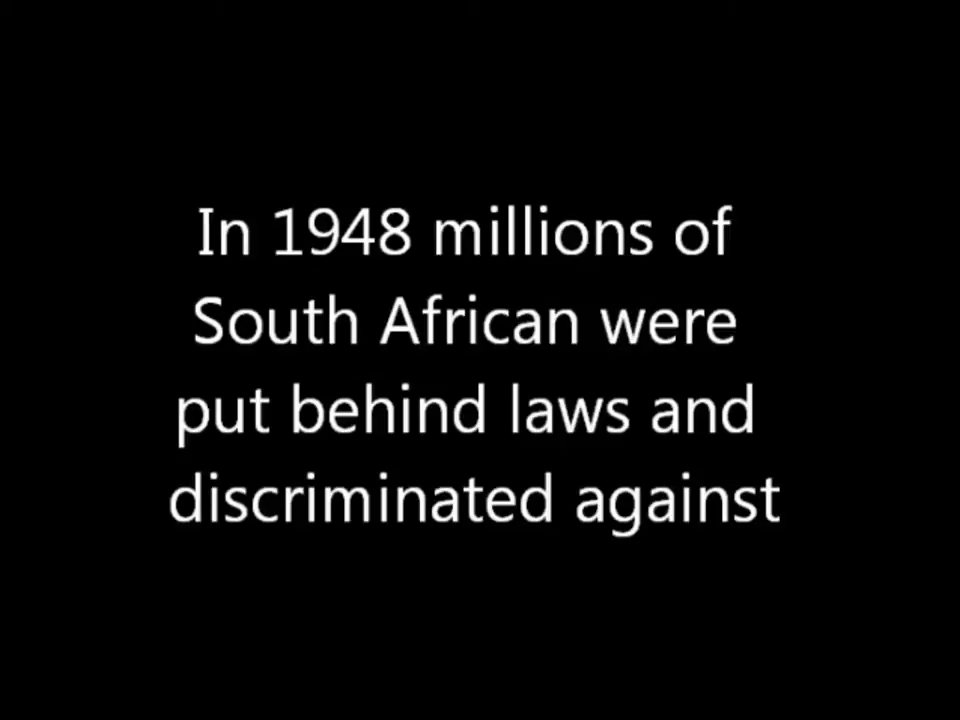 In 1948 millions of
South African were
put behind laws and
discriminated against